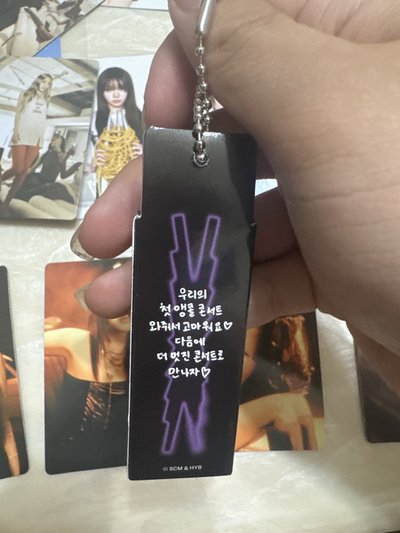 우리의
첫 앵콜 콘서트
와줘서 고마워요♡
다음에
더 멋진 콘서트로
만나자♡
© SCM & HYB